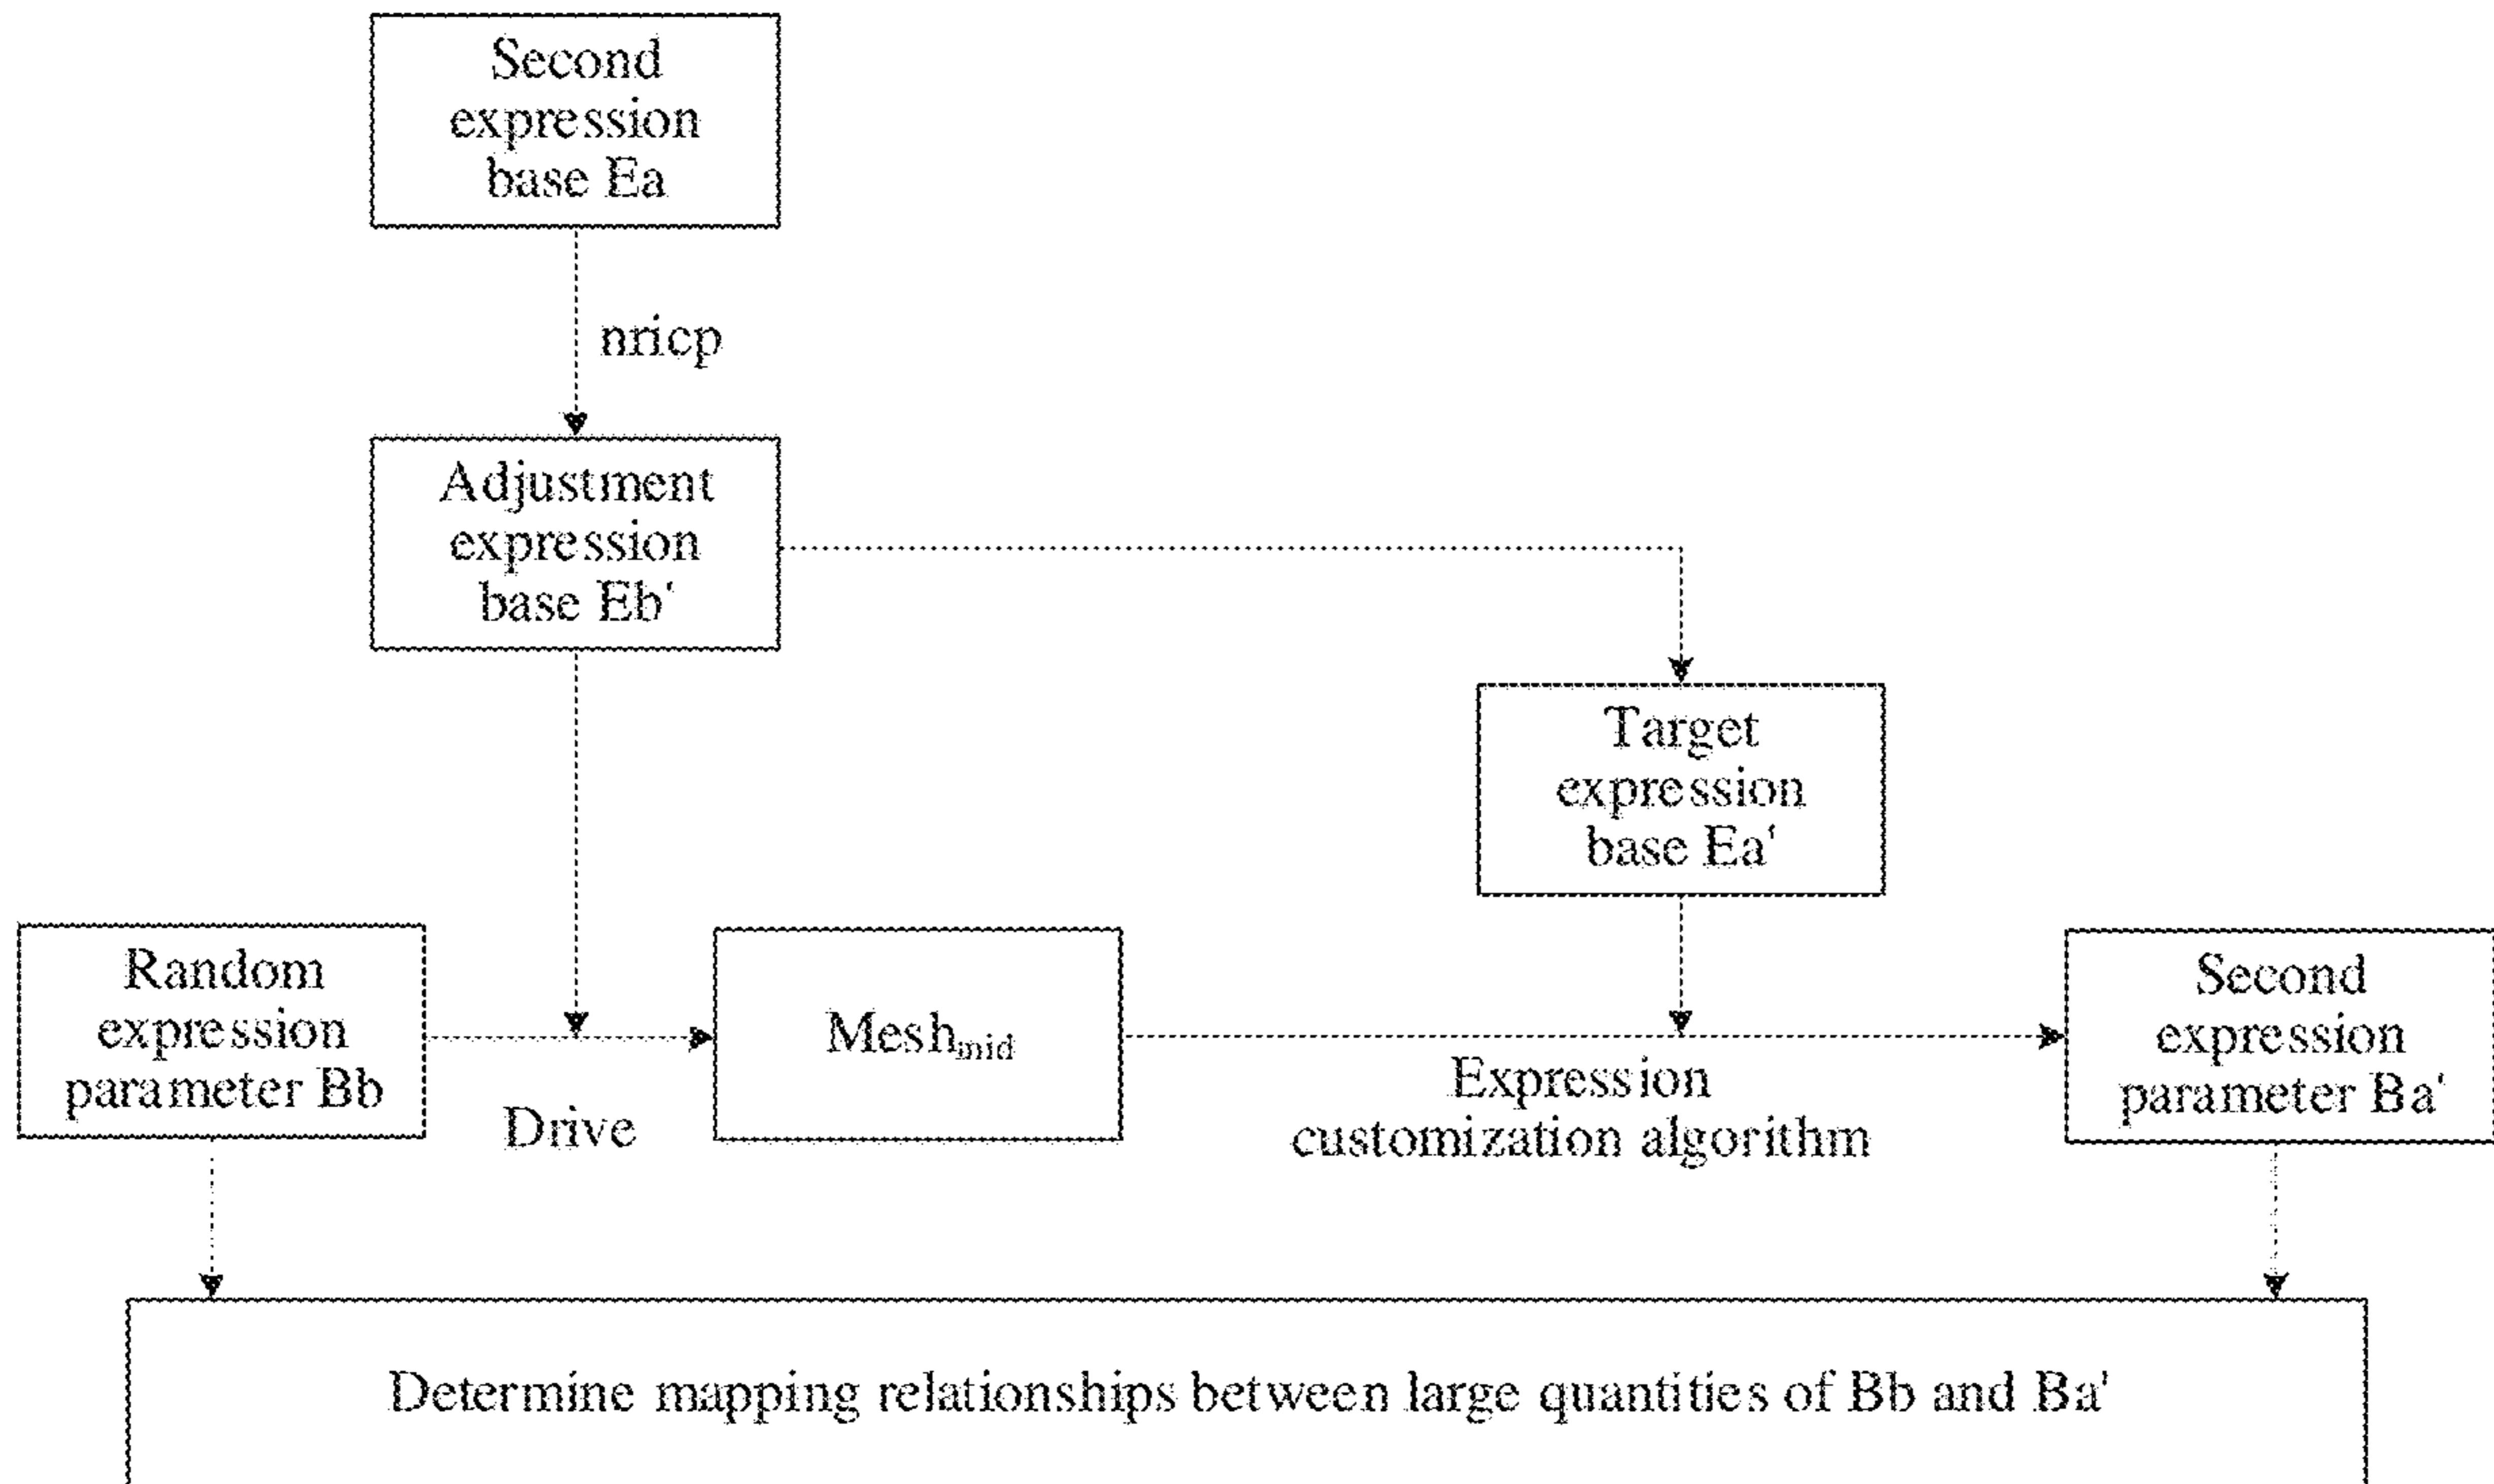 Second
expression
base Ea
nricp
Adjustment
expression
base Eb'
Target
expression
base Ea'
Random
expression
parameter Bb
Drive
Meshmid
Expression
customization algorithm
Second
expression
parameter Ba'
Determine mapping relationships between large quantities of Bb and Ba'